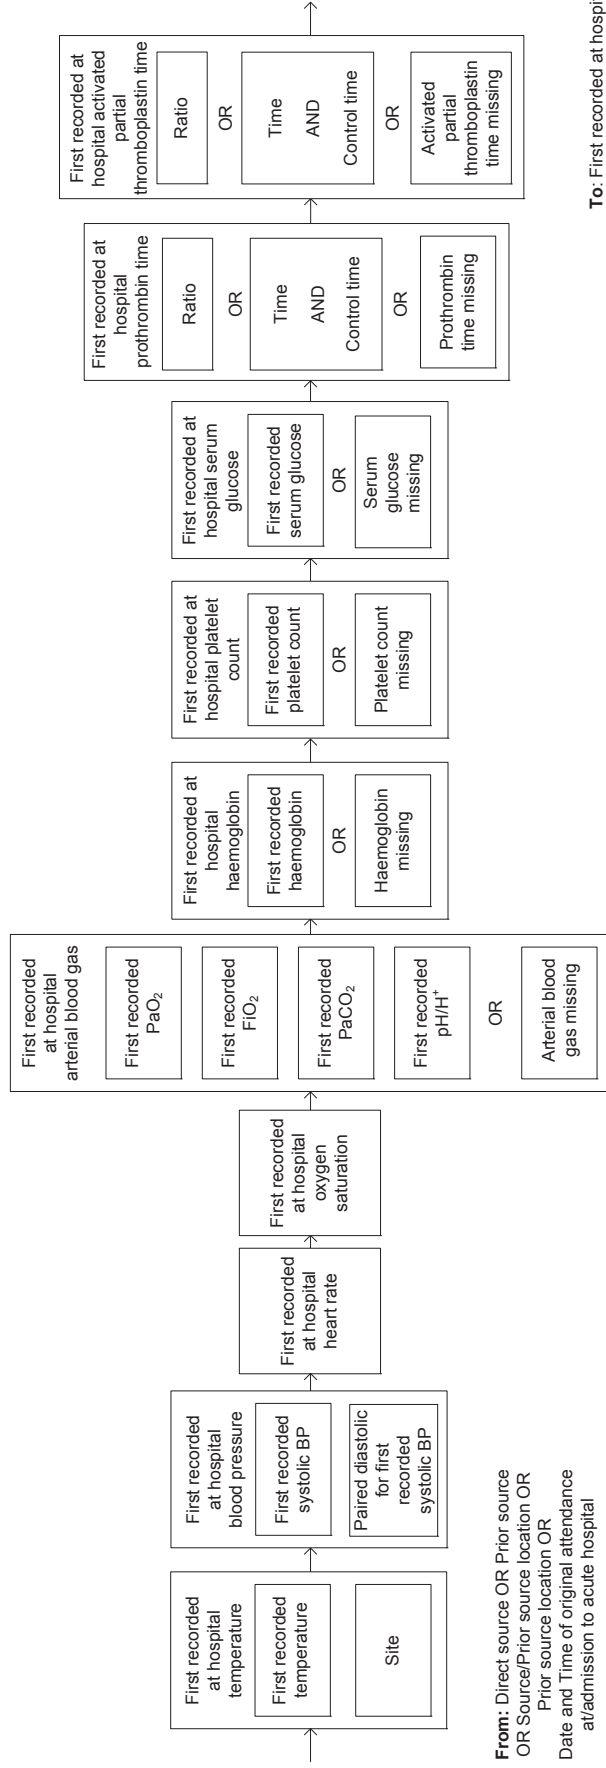 First recorded
at hospital
temperature
First recorded
temperature
Site
First recorded
at hospital
blood pressure
First recorded
systolic BP
Paired diastolic
for first
recorded
systolic BP
First recorded
at hospital
heart rate
First recorded
at hospital
oxygen
saturation
First recorded
at hospital
arterial blood gas
First recorded
PaO₂
First recorded
FiO₂
First recorded
PaCO₂
First recorded
pH/H⁺
OR
Arterial blood
gas missing
First recorded at
hospital
haemoglobin
First recorded
haemoglobin
OR
Haemoglobin
missing
First recorded at
hospital platelet
count
First recorded
platelet count
OR
Platelet count
missing
First recorded at
hospital serum
glucose
First recorded
serum glucose
OR
Serum
glucose
missing
First recorded at
hospital
prothrombin time
Ratio
OR
Time
AND
Control time
OR
Prothrombin
time missing
First recorded at
hospital activated
partial
thromboplastin time
Ratio
OR
Time
AND
Control time
OR
Activated
partial
thromboplastin
time missing
From: Direct source OR Prior source
OR Source/Prior source location OR
Prior source location OR
Date and Time of original attendance
at/admission to acute hospital
To: First recorded at